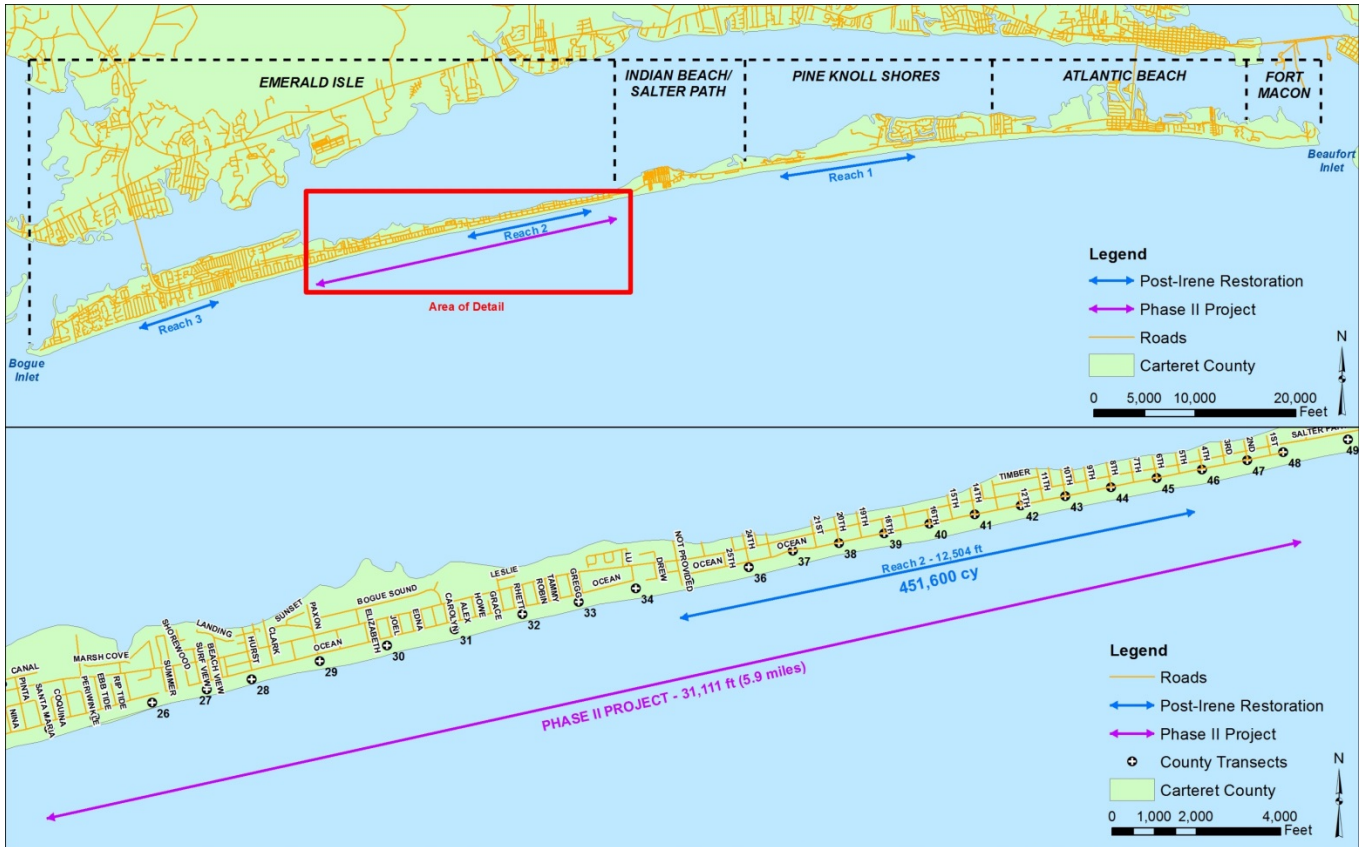 EMERALD ISLE
INDIAN BEACH/
SALTER PATH
PINE KNOLL SHORES
ATLANTIC BEACH
FORT
MACON
Beaufort
Inlet
Reach 1
Reach 2
Area of Detail
Reach 3
Bogue
Inlet
Legend
Post-Irene Restoration
Phase II Project
Roads
Carteret County
N
0 5,000 10,000 20,000
Feet
CANAL
PINTA
NINA
SANTA MARIA
COQUINA
MARSH COVE
PERIWINKLE
EBB TIDE
RIP TIDE
26
SHOREWOOD
SUMMER
27
SURF VIEW
BEACH VIEW
LANDING
HURST
28
CLARK
SUNSET
PAXON
29
OCEAN
BOGUE SOUND
ELIZABETH
30
JOEL
EDNA
CAROLYN
31
ALEX
HOWE
GRACE
LESLIE
RHETT
32
ROBIN
TAMMY
GREGG
33
OCEAN
LU
34
DREW
NOT PROVIDED
OCEAN
25TH
24TH
36
OCEAN
37
21ST
20TH
38
19TH
18TH
39
16TH
40
15TH
14TH
41
TIMBER
12TH
42
11TH
10TH
43
9TH
8TH
44
7TH
6TH
45
5TH
4TH
46
3RD
2ND
47
1ST
48
SALTER PATH
49
Reach 2 - 12,504 ft
451,600 cy
PHASE II PROJECT - 31,111 ft (5.9 miles)
Legend
Roads
Post-Irene Restoration
Phase II Project
County Transects
Carteret County
N
0 1,000 2,000 4,000
Feet